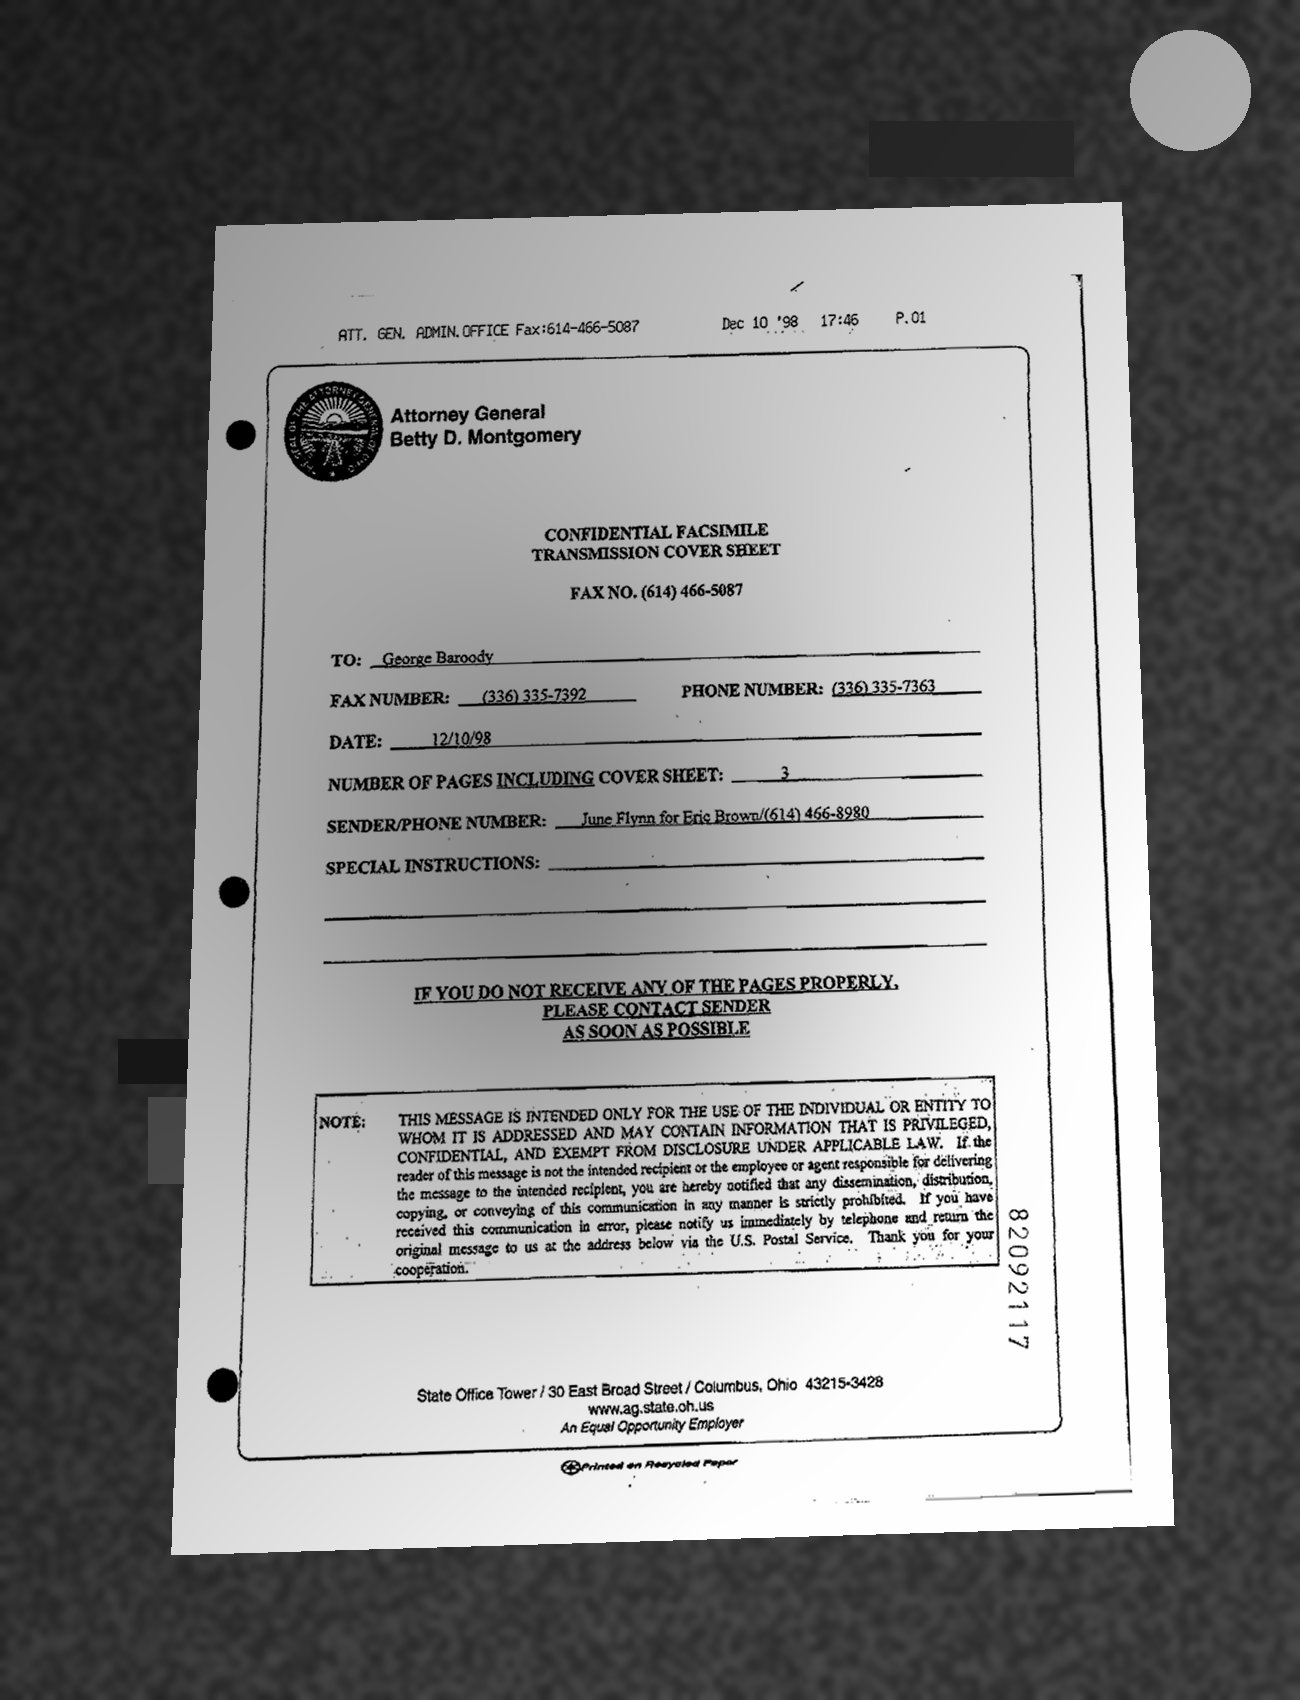 ATT. GEN. ADMIN.OFFICE Fax:614-466-5087 Dec 10 '98 17:46 P.01
Attorney General
Betty D. Montgomery
CONFIDENTIAL FACSIMILE
TRANSMISSION COVER SHEET
FAX NO. (614) 466-5087
TO: George Baroody
FAX NUMBER: (336) 335-7392 PHONE NUMBER: (336) 335-7363
DATE: 12/10/98
NUMBER OF PAGES INCLUDING COVER SHEET: 3
SENDER/PHONE NUMBER: June Flynn for Eric Brown/(614) 466-8980
SPECIAL INSTRUCTIONS:
IF YOU DO NOT RECEIVE ANY OF THE PAGES PROPERLY,
PLEASE CONTACT SENDER
AS SOON AS POSSIBLE
NOTE: THIS MESSAGE IS INTENDED ONLY FOR THE USE OF THE INDIVIDUAL OR ENTITY TO
WHOM IT IS ADDRESSED AND MAY CONTAIN INFORMATION THAT IS PRIVILEGED,
CONFIDENTIAL, AND EXEMPT FROM DISCLOSURE UNDER APPLICABLE LAW. If the
reader of this message is not the intended recipient or the employee or agent responsible for delivering
the message to the intended recipient, you are hereby notified that any dissemination, distribution,
copying, or conveying of this communication in any manner is strictly prohibited. If you have
received this communication in error, please notify us immediately by telephone and return the
original message to us at the address below via the U.S. Postal Service. Thank you for your
cooperation.
82092117
State Office Tower / 30 East Broad Street / Columbus, Ohio 43215-3428
www.ag.state.oh.us
An Equal Opportunity Employer
Printed on Recycled Paper